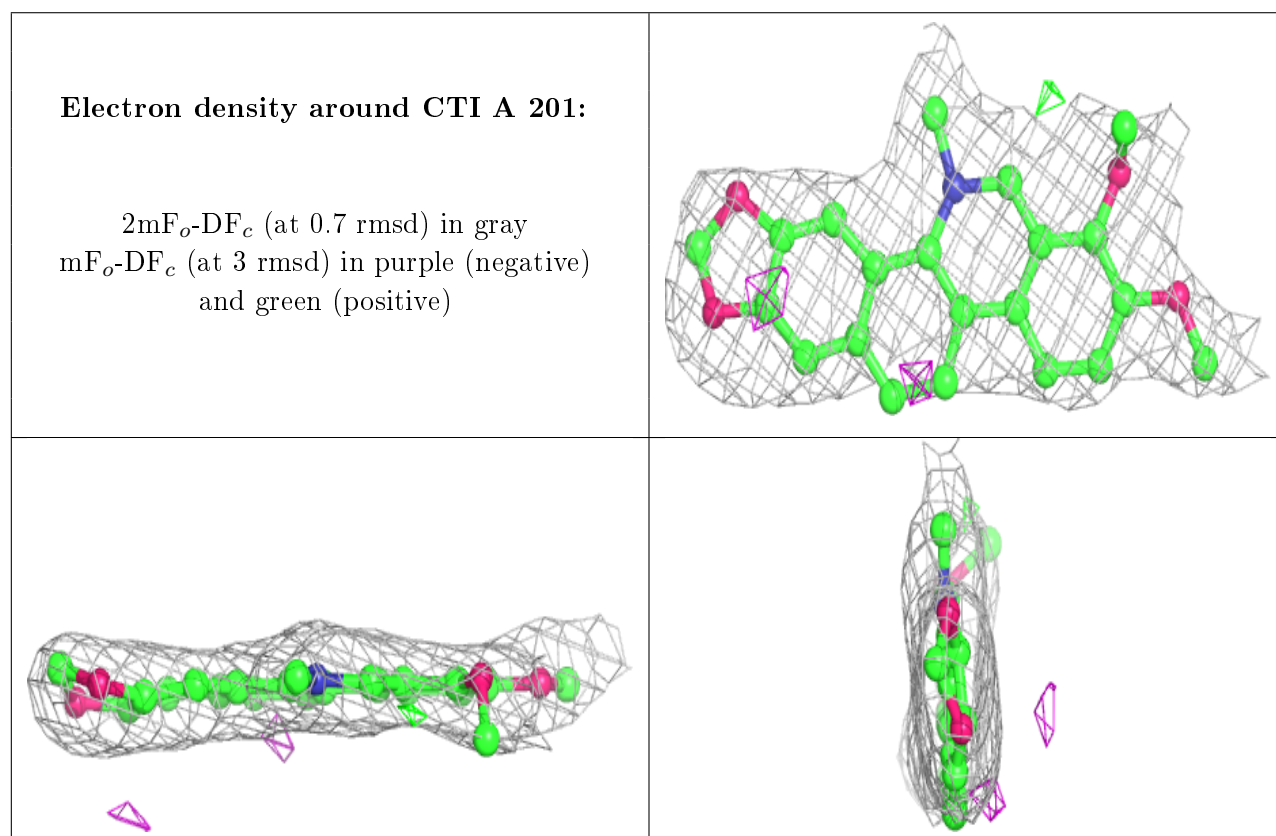 Electron density around CTI A 201:
2mFo-DFc (at 0.7 rmsd) in gray
mFo-DFc (at 3 rmsd) in purple (negative)
and green (positive)